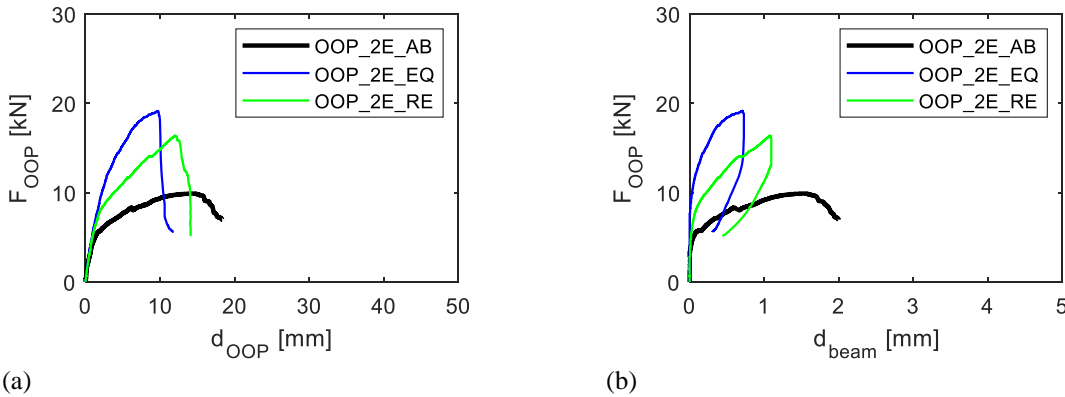 30
20
10
0
F_OOP [kN]
OOP_2E_AB
OOP_2E_EQ
OOP_2E_RE
0 10 20 30 40 50
d_OOP [mm]
(a)
30
20
10
0
F_OOP [kN]
OOP_2E_AB
OOP_2E_EQ
OOP_2E_RE
0 1 2 3 4 5
d_beam [mm]
(b)